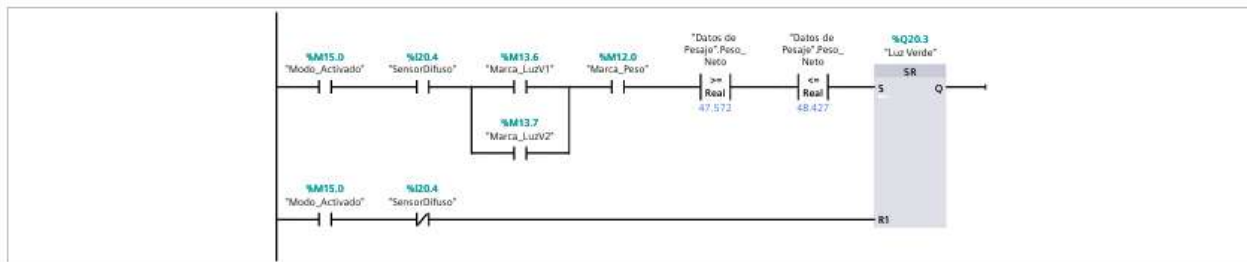 "Datos de
Pesaje".Peso_
Neto
"Datos de
Pesaje".Peso_
Neto
%Q20.3
"Luz Verde"
%M15.0
"Modo_Activado"
%I20.4
"SensorDifuso"
%M13.6
"Marca_LuzV1"
%M12.0
"Marca_Peso"
SR
>=
Real
<=
Real
S
Q
47.572
48.427
%M13.7
"Marca_LuzV2"
%M15.0
"Modo_Activado"
%I20.4
"SensorDifuso"
R1